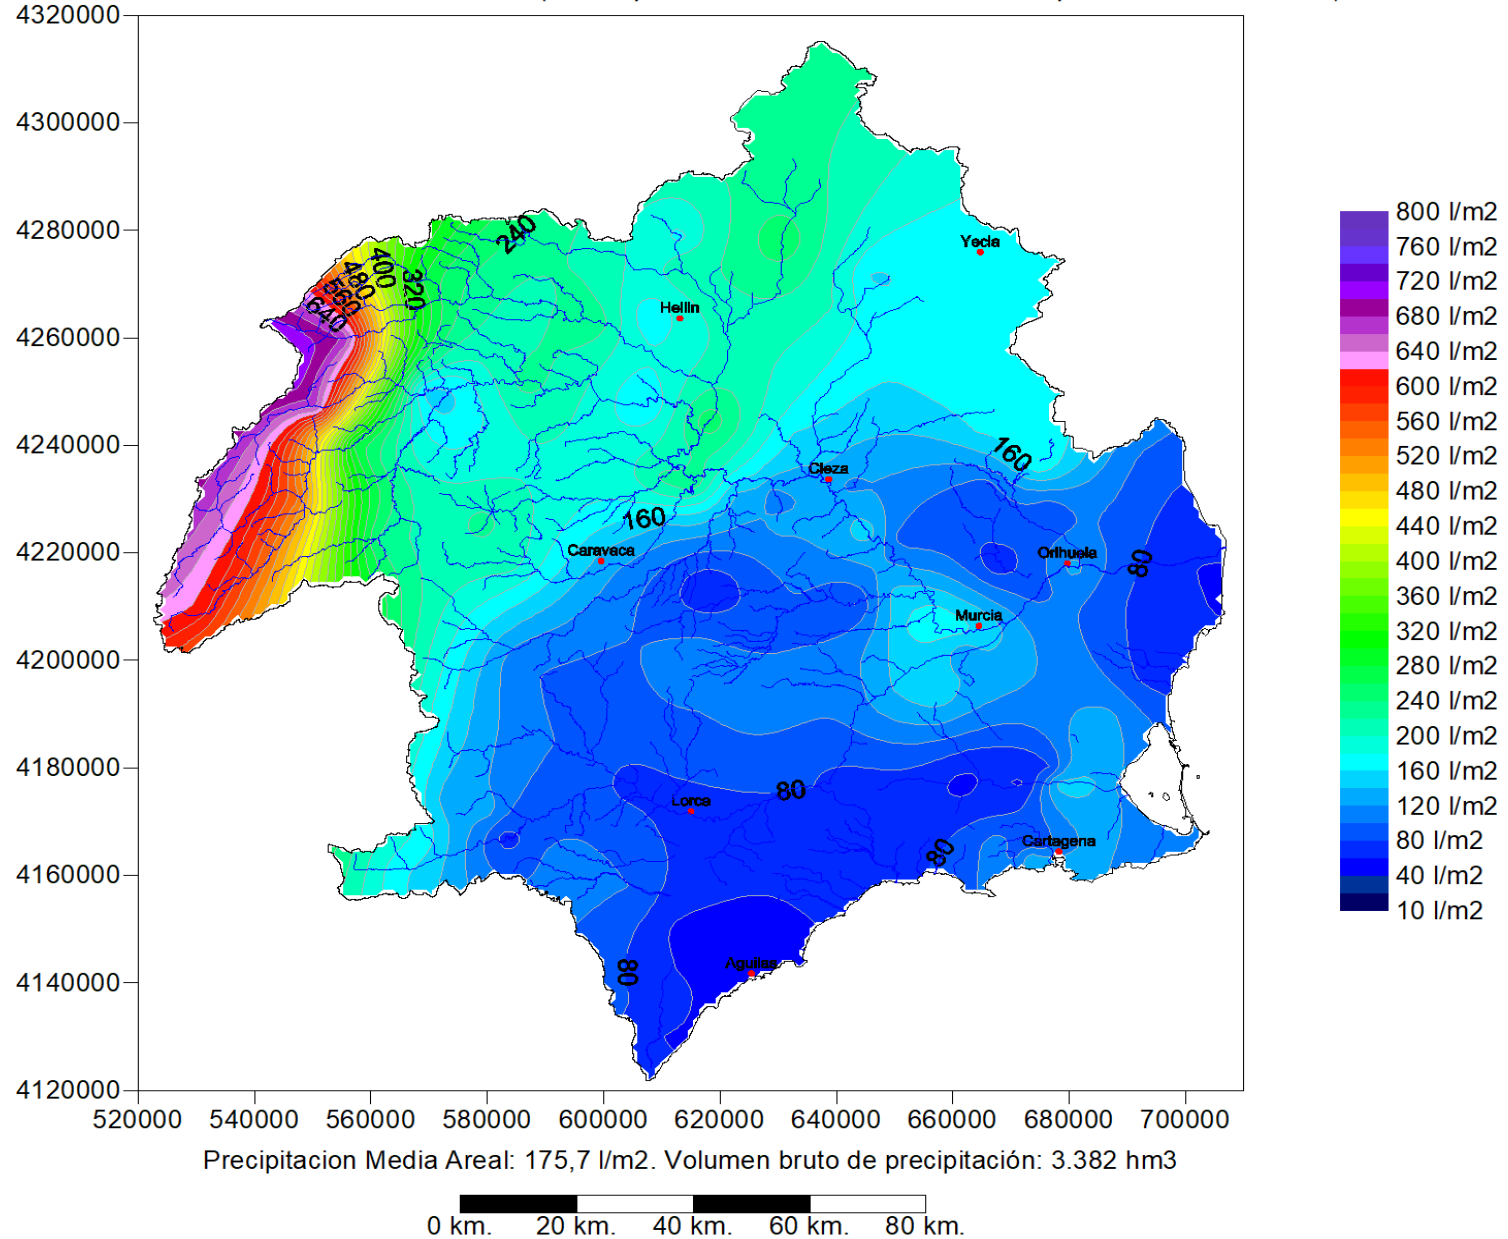 4320000
4300000
4280000
4260000
4240000
4220000
4200000
4180000
4160000
4140000
4120000
520000 540000 560000 580000 600000 620000 640000 660000 680000 700000
240
400
480
560
640
320
Yecla
Hellin
160
Cieza
160
Caravaca
Orihuela
80
Murcia
80
Lorca
80
Cartagena
80
Aguilas
800 l/m2
760 l/m2
720 l/m2
680 l/m2
640 l/m2
600 l/m2
560 l/m2
520 l/m2
480 l/m2
440 l/m2
400 l/m2
360 l/m2
320 l/m2
280 l/m2
240 l/m2
200 l/m2
160 l/m2
120 l/m2
80 l/m2
40 l/m2
10 l/m2
Precipitacion Media Areal: 175,7 l/m2. Volumen bruto de precipitación: 3.382 hm3
0 km. 20 km. 40 km. 60 km. 80 km.